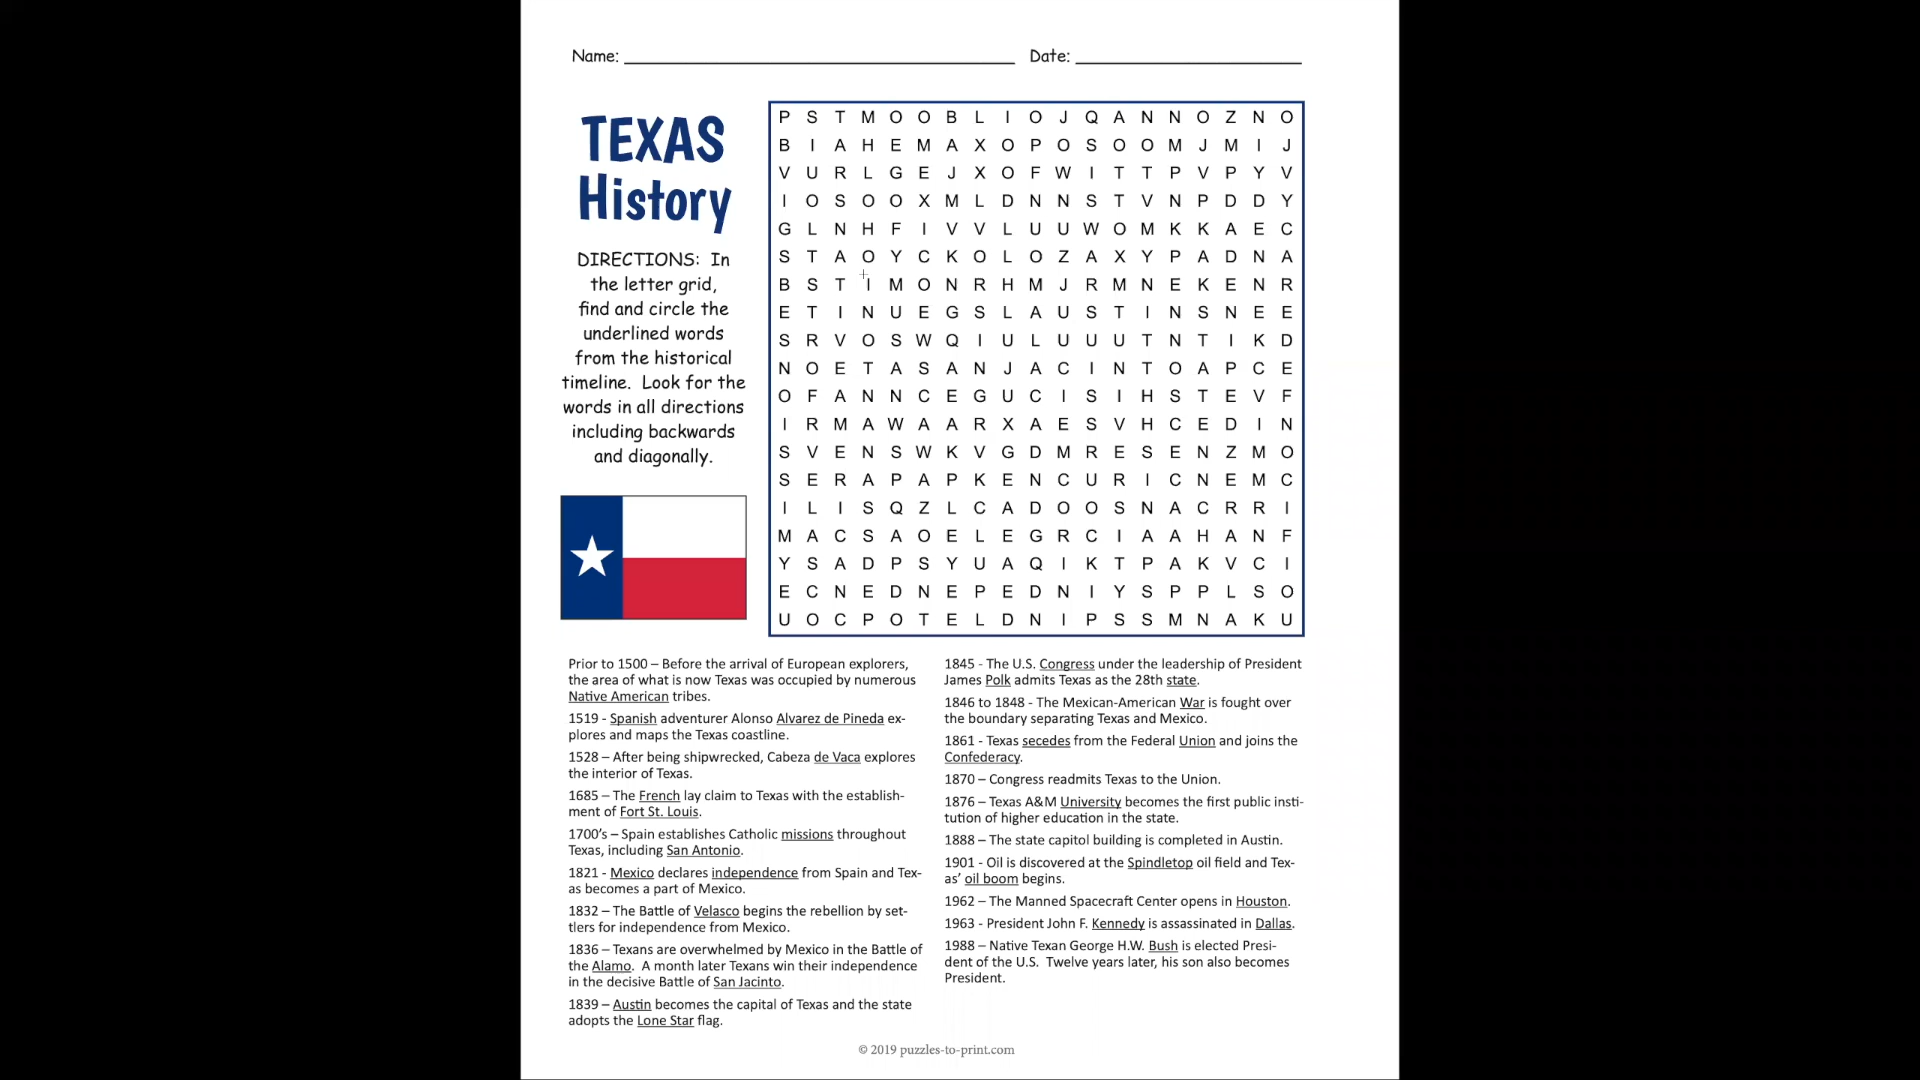 Name: Date:
TEXAS
History
DIRECTIONS: In
the letter grid,
find and circle the
underlined words
from the historical
timeline. Look for the
words in all directions
including backwards
and diagonally.
P S T M O O B L I O J Q A N N O Z N O
B I A H E M A X O P O S O O M J M I J
V U R L G E J X O F W I T T P V P Y V
I O S O O X M L D N N S T V N P D D Y
G L N H F I V V L U U W O M K K A E C
S T A O Y C K O L O Z A X Y P A D N A
B S T I M O N R H M J R M N E K E N R
E T I N U E G S L A U S T I N S N E E
S R V O S W Q I U L U U U T N T I K D
N O E T A S A N J A C I N T O A P C E
O F A N N C E G U C I S I H S T E V F
I R M A W A A R X A E S V H C E D I N
S V E N S W K V G D M R E S E N Z M O
S E R A P A P K E N C U R I C N E M C
I L I S Q Z L C A D O O S N A C R R I
M A C S A O E L E G R C I A A H A N F
Y S A D P S Y U A Q I K T P A K V C I
E C N E D N E P E D N I Y S P P L S O
U O C P O T E L D N I P S S M N A K U
Prior to 1500 – Before the arrival of European explorers,
the area of what is now Texas was occupied by numerous
Native American tribes.
1519 - Spanish adventurer Alonso Alvarez de Pineda ex-
plores and maps the Texas coastline.
1528 – After being shipwrecked, Cabeza de Vaca explores
the interior of Texas.
1685 – The French lay claim to Texas with the establish-
ment of Fort St. Louis.
1700's – Spain establishes Catholic missions throughout
Texas, including San Antonio.
1821 - Mexico declares independence from Spain and Tex-
as becomes a part of Mexico.
1832 – The Battle of Velasco begins the rebellion by set-
tlers for independence from Mexico.
1836 – Texans are overwhelmed by Mexico in the Battle of
the Alamo. A month later Texans win their independence
in the decisive Battle of San Jacinto.
1839 – Austin becomes the capital of Texas and the state
adopts the Lone Star flag.
1845 - The U.S. Congress under the leadership of President
James Polk admits Texas as the 28th state.
1846 to 1848 - The Mexican-American War is fought over
the boundary separating Texas and Mexico.
1861 - Texas secedes from the Federal Union and joins the
Confederacy.
1870 – Congress readmits Texas to the Union.
1876 – Texas A&M University becomes the first public insti-
tution of higher education in the state.
1888 – The state capitol building is completed in Austin.
1901 - Oil is discovered at the Spindletop oil field and Tex-
as' oil boom begins.
1962 – The Manned Spacecraft Center opens in Houston.
1963 - President John F. Kennedy is assassinated in Dallas.
1988 – Native Texan George H.W. Bush is elected Presi-
dent of the U.S. Twelve years later, his son also becomes
President.
© 2019 puzzles-to-print.com